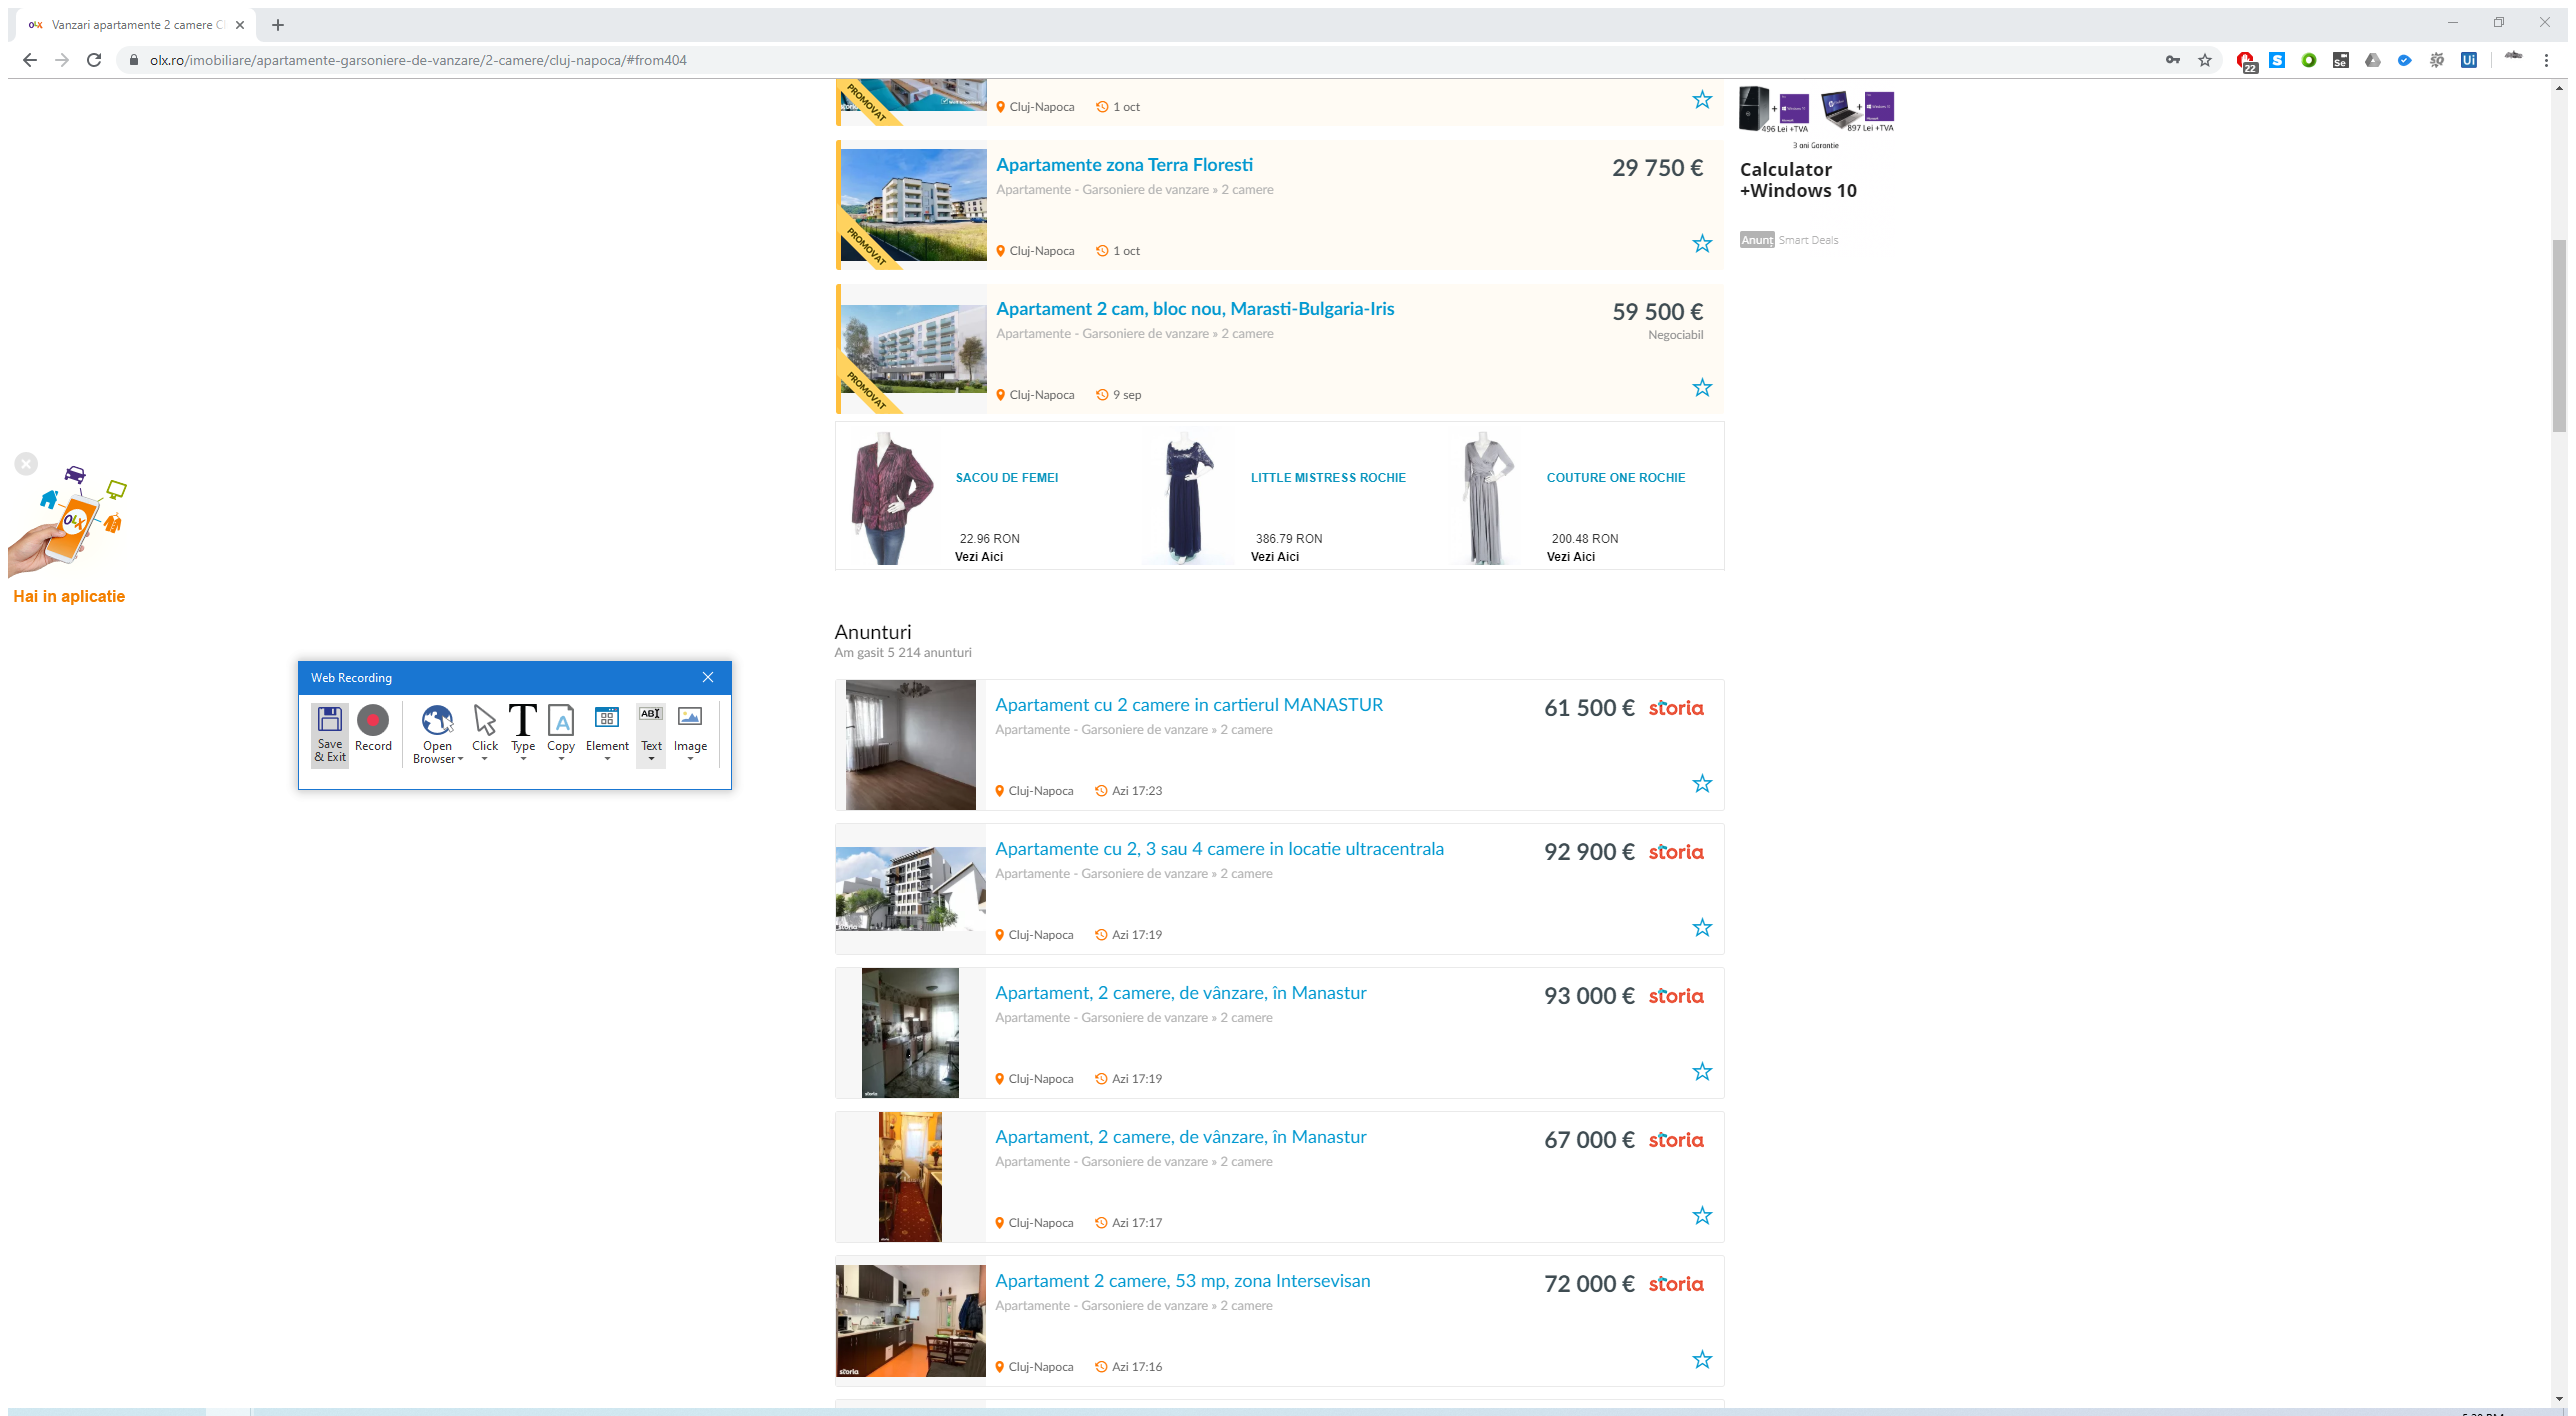 OLX Vanzari apartamente 2 camere Cl
olx.ro/imobiliare/apartamente-garsoniere-de-vanzare/2-camere/cluj-napoca/#from404
22
S
Se
Ui
PROMOVAT
storia
Cluj-Napoca 1 oct
496 Lei +TVA
897 Lei +TVA
3 ani Garantie
Calculator
+Windows 10
Anunț Smart Deals
Apartamente zona Terra Floresti 29 750 €
Apartamente - Garsoniere de vanzare » 2 camere
PROMOVAT
Cluj-Napoca 1 oct
Apartament 2 cam, bloc nou, Marasti-Bulgaria-Iris 59 500 €
Apartamente - Garsoniere de vanzare » 2 camere Negociabil
PROMOVAT
Cluj-Napoca 9 sep
SACOU DE FEMEI
22.96 RON
Vezi Aici
LITTLE MISTRESS ROCHIE
386.79 RON
Vezi Aici
COUTURE ONE ROCHIE
200.48 RON
Vezi Aici
OLX
Hai in aplicatie
Anunturi
Am gasit 5 214 anunturi
Web Recording
Save
& Exit
Record
Open
Browser
Click
T
Type
A
Copy
Element
ABI
Text
Image
Apartament cu 2 camere in cartierul MANASTUR 61 500 € storia
Apartamente - Garsoniere de vanzare » 2 camere
Cluj-Napoca Azi 17:23
Apartamente cu 2, 3 sau 4 camere in locatie ultracentrala 92 900 € storia
Apartamente - Garsoniere de vanzare » 2 camere
storia
Cluj-Napoca Azi 17:19
Apartament, 2 camere, de vânzare, în Manastur 93 000 € storia
Apartamente - Garsoniere de vanzare » 2 camere
storia
Cluj-Napoca Azi 17:19
Apartament, 2 camere, de vânzare, în Manastur 67 000 € storia
Apartamente - Garsoniere de vanzare » 2 camere
Cluj-Napoca Azi 17:17
Apartament 2 camere, 53 mp, zona Intersevisan 72 000 € storia
Apartamente - Garsoniere de vanzare » 2 camere
storia
Cluj-Napoca Azi 17:16